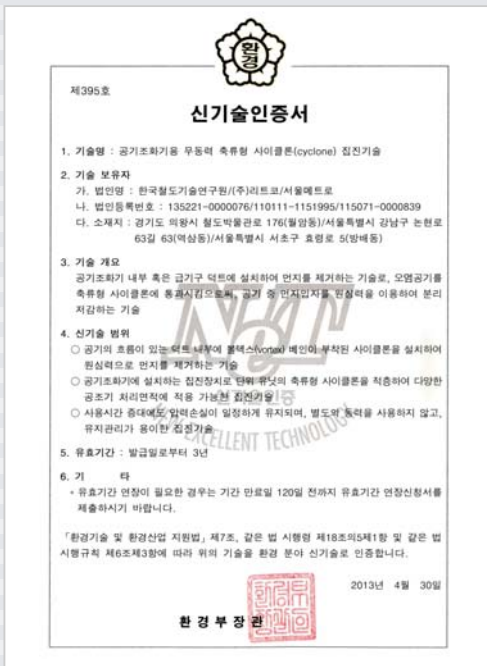 환경
제395호
신기술인증서
1. 기술명 : 공기조화기용 무동력 축류형 사이클론(cyclone) 집진기술
2. 기술 보유자
가. 법인명 : 한국철도기술연구원/(주)리트코/서울메트로
나. 법인등록번호 : 135221-0000076/110111-1151995/115071-0000839
다. 소재지 : 경기도 의왕시 철도박물관로 176(월암동)/서울특별시 강남구 논현로
63길 63(역삼동)/서울특별시 서초구 효령로 5(방배동)
3. 기술 개요
공기조화기 내부 혹은 급기구 덕트에 설치하여 먼지를 제거하는 기술로, 오염공기를
축류형 사이클론에 통과시킴으로써, 공기 중 먼지입자를 원심력을 이용하여 분리
저감하는 기술
4. 신기술 범위
○ 공기의 흐름이 있는 덕트 내부에 볼텍스(vortex) 베인이 부착된 사이클론을 설치하여
원심력으로 먼지를 제거하는 기술
○ 공기조화기에 설치하는 집진장치로 단위 유닛의 축류형 사이클론을 적층하여 다양한
공조기 처리면적에 적용 가능한 집진기술
○ 사용시간 증대에도 압력손실이 일정하게 유지되며, 별도의 동력을 사용하지 않고,
유지관리가 용이한 집진기술
NET
EXCELLENT TECHNOLOGY
5. 유효기간 : 발급일로부터 3년
6. 기 타
* 유효기간 연장이 필요한 경우는 기간 만료일 120일 전까지 유효기간 연장신청서를
제출하시기 바랍니다.
「환경기술 및 환경산업 지원법」제7조, 같은 법 시행령 제18조의5제1항 및 같은 법
시행규칙 제6조제3항에 따라 위의 기술을 환경 분야 신기술로 인증합니다.
2013년 4월 30일
환경부장관